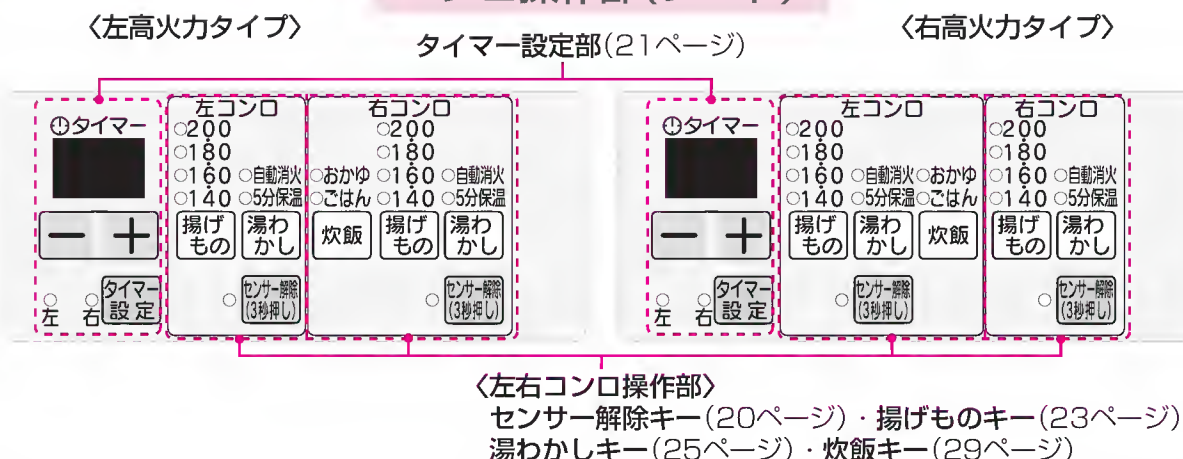 〈左高火力タイプ〉
〈右高火力タイプ〉
タイマー設定部(21ページ)
タイマー
左 右
タイマー設定
左コンロ
200
180
160 自動消火
140 5分保温
揚げもの 湯わかし
センサー解除(3秒押し)
右コンロ
200
180
おかゆ 160 自動消火
ごはん 140 5分保温
炊飯 揚げもの 湯わかし
センサー解除(3秒押し)
タイマー
左 右
タイマー設定
左コンロ
200
180
160 自動消火 おかゆ
140 5分保温 ごはん
揚げもの 湯わかし 炊飯
センサー解除(3秒押し)
右コンロ
200
180
160 自動消火
140 5分保温
揚げもの 湯わかし
センサー解除(3秒押し)
〈左右コンロ操作部〉
センサー解除キー(20ページ)・揚げものキー(23ページ)
湯わかしキー(25ページ)・炊飯キー(29ページ)